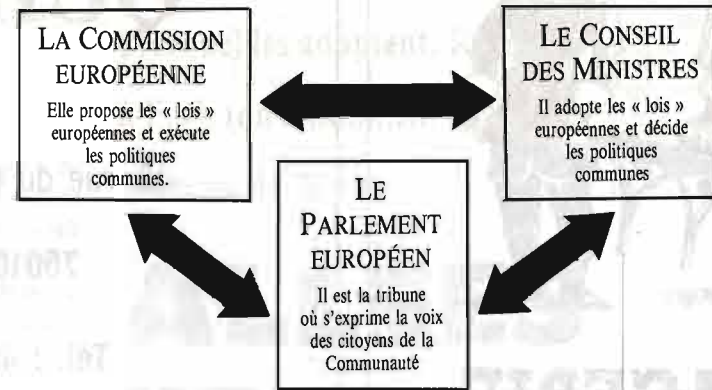 LA COMMISSION
EUROPÉENNE
Elle propose les « lois »
européennes et exécute
les politiques
communes.
LE CONSEIL
DES MINISTRES
Il adopte les « lois »
européennes et décide
les politiques
communes
LE
PARLEMENT
EUROPÉEN
Il est la tribune
où s'exprime la voix
des citoyens de la
Communauté